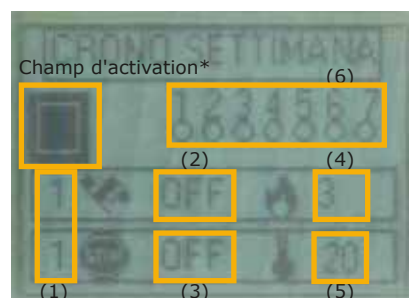 CRONO SETTIMANA
Champ d'activation*
(6)
1 2 3 4 5 6 7
(2) (4)
1 OFF 3
1 OFF 20
(1) (3) (5)